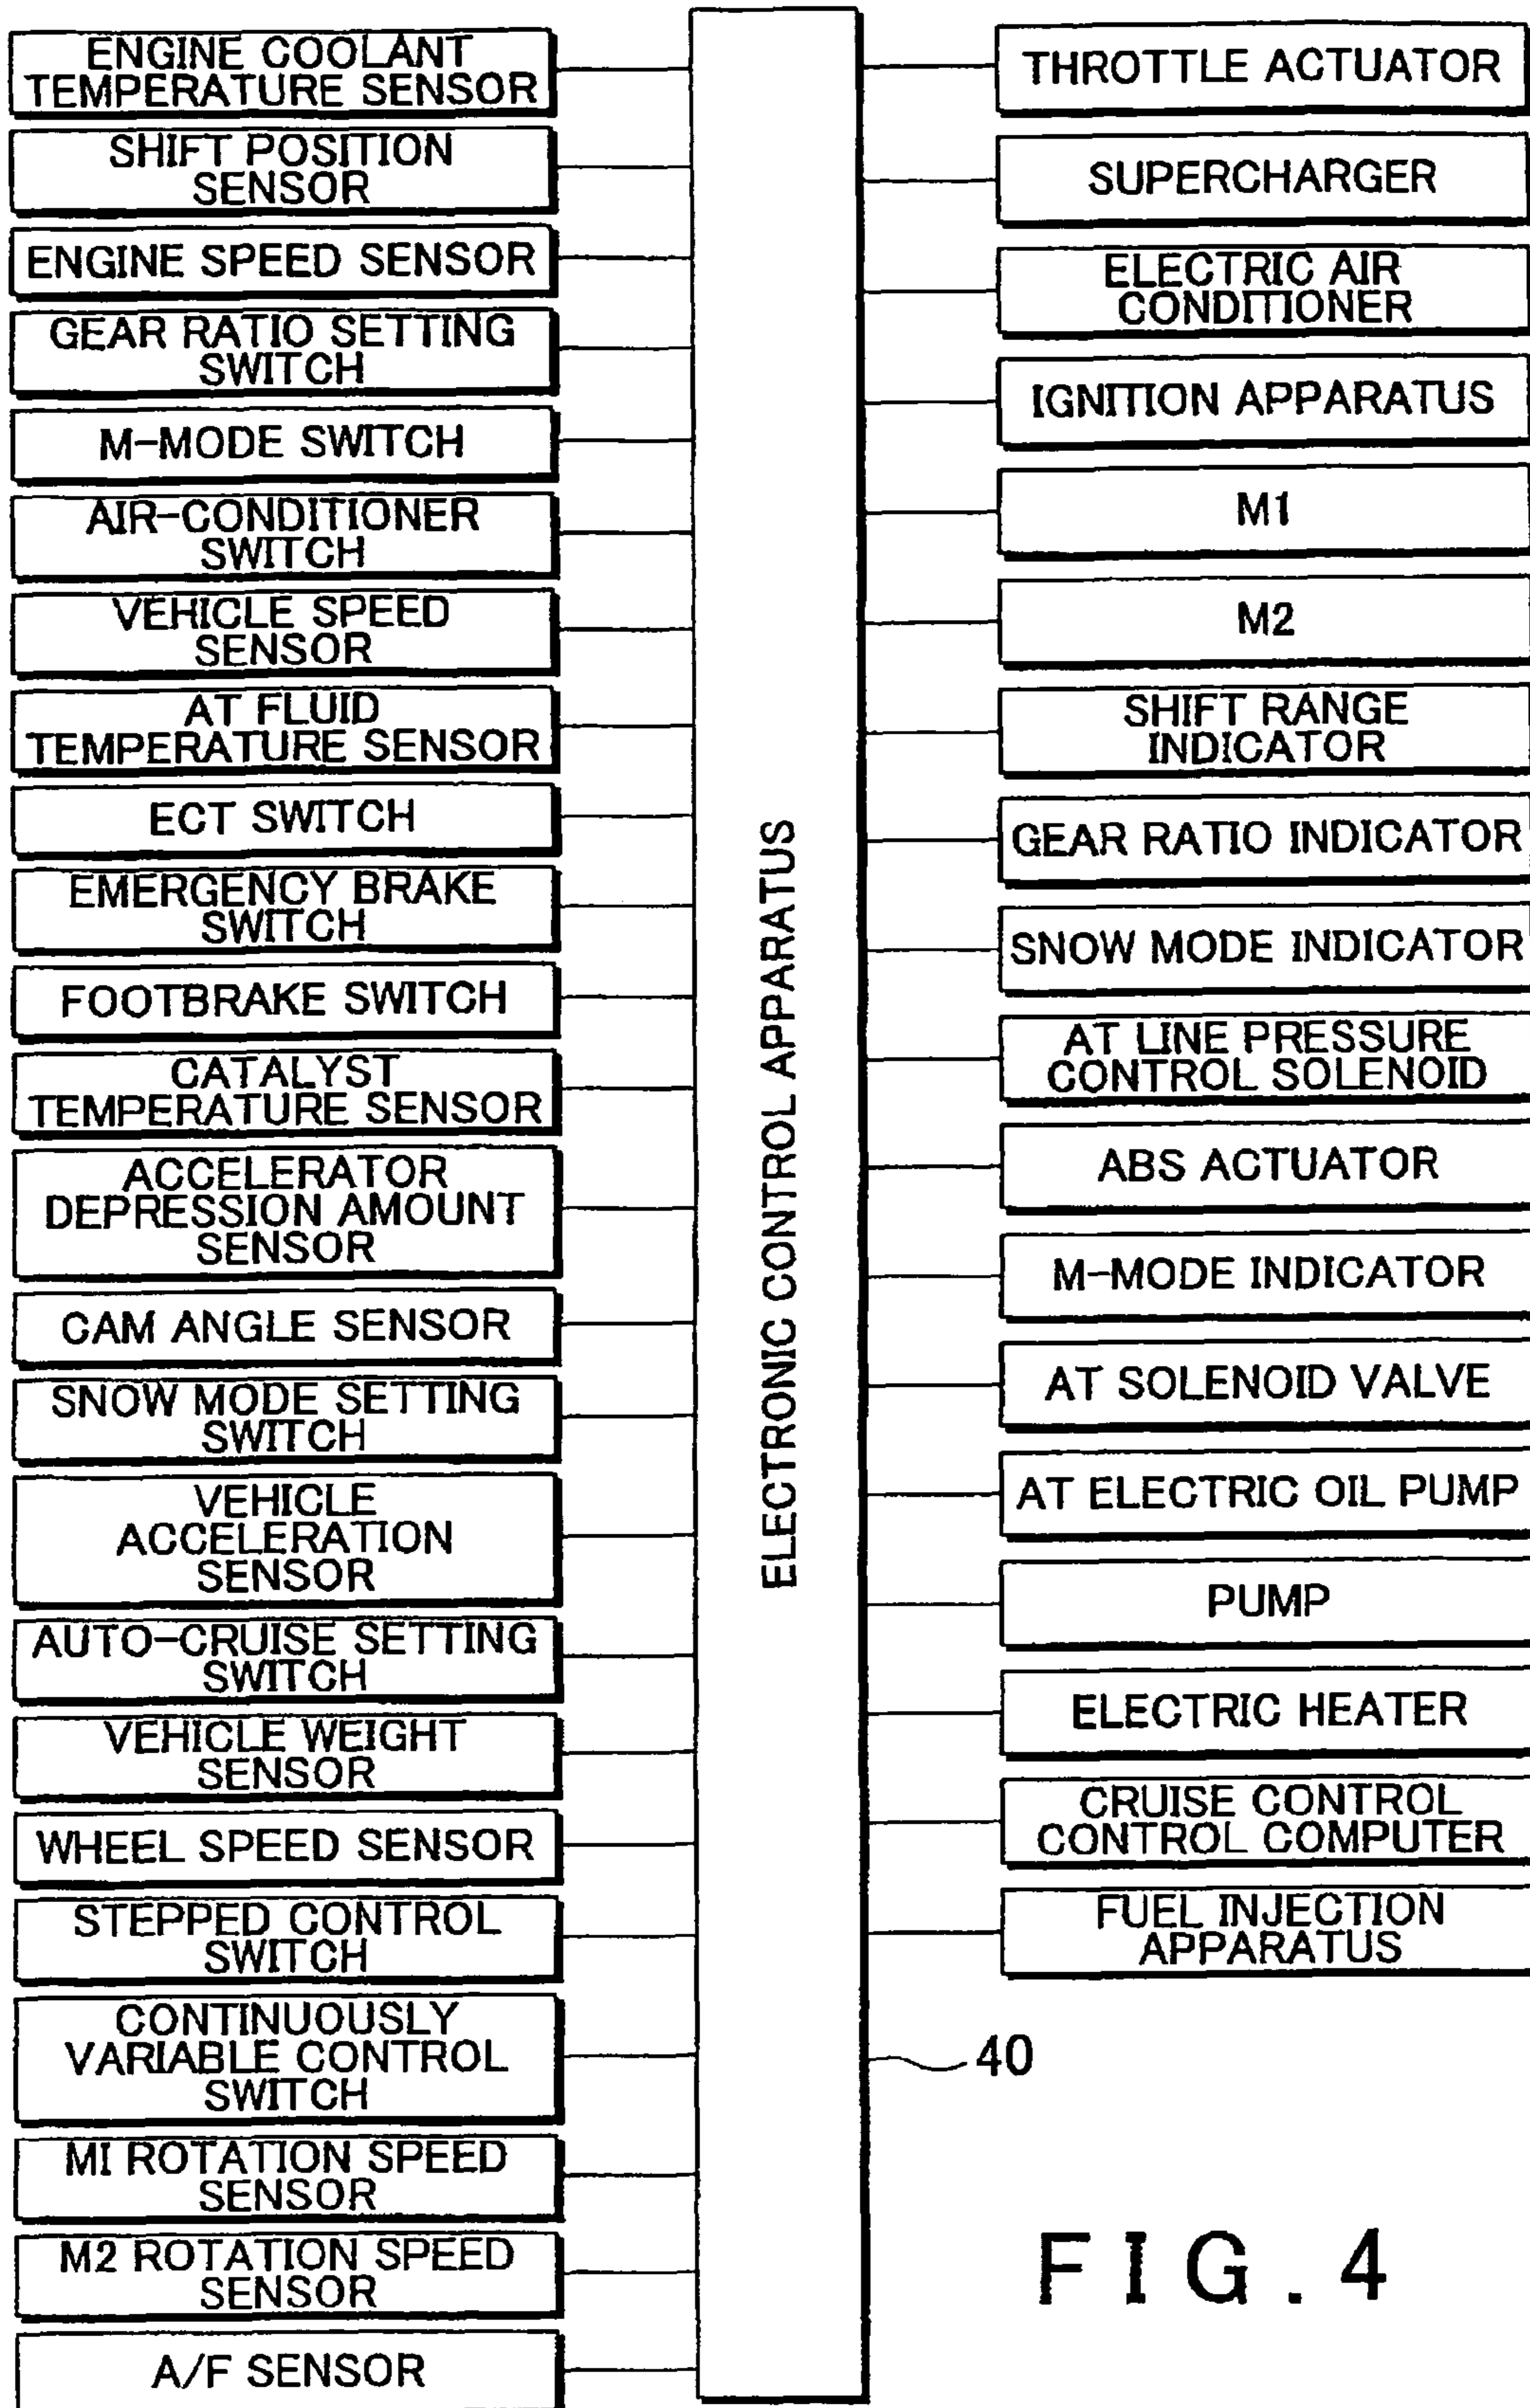 ENGINE COOLANT
TEMPERATURE SENSOR
SHIFT POSITION
SENSOR
ENGINE SPEED SENSOR
GEAR RATIO SETTING
SWITCH
M-MODE SWITCH
AIR-CONDITIONER
SWITCH
VEHICLE SPEED
SENSOR
AT FLUID
TEMPERATURE SENSOR
ECT SWITCH
EMERGENCY BRAKE
SWITCH
FOOTBRAKE SWITCH
CATALYST
TEMPERATURE SENSOR
ACCELERATOR
DEPRESSION AMOUNT
SENSOR
CAM ANGLE SENSOR
SNOW MODE SETTING
SWITCH
VEHICLE
ACCELERATION
SENSOR
AUTO-CRUISE SETTING
SWITCH
VEHICLE WEIGHT
SENSOR
WHEEL SPEED SENSOR
STEPPED CONTROL
SWITCH
CONTINUOUSLY
VARIABLE CONTROL
SWITCH
MI ROTATION SPEED
SENSOR
M2 ROTATION SPEED
SENSOR
A/F SENSOR
ELECTRONIC CONTROL APPARATUS
THROTTLE ACTUATOR
SUPERCHARGER
ELECTRIC AIR
CONDITIONER
IGNITION APPARATUS
M1
M2
SHIFT RANGE
INDICATOR
GEAR RATIO INDICATOR
SNOW MODE INDICATOR
AT LINE PRESSURE
CONTROL SOLENOID
ABS ACTUATOR
M-MODE INDICATOR
AT SOLENOID VALVE
AT ELECTRIC OIL PUMP
PUMP
ELECTRIC HEATER
CRUISE CONTROL
CONTROL COMPUTER
FUEL INJECTION
APPARATUS
40
FIG.4